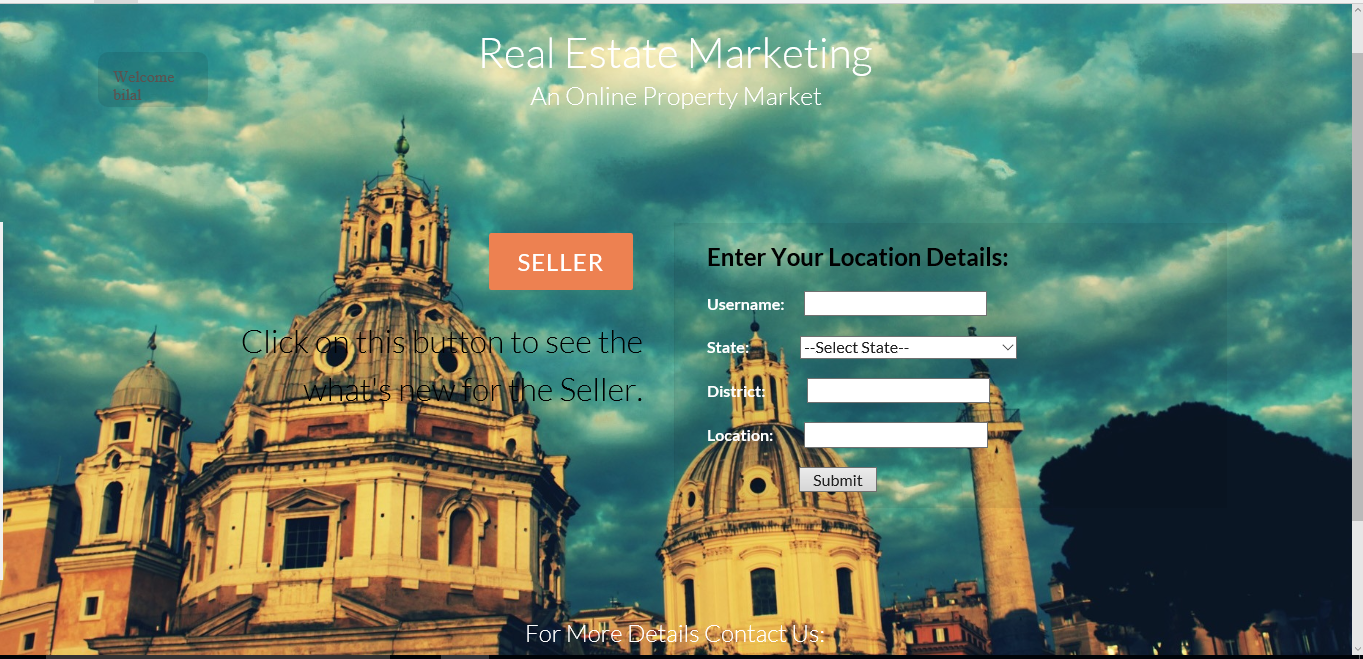 Real Estate Marketing
An Online Property Market
Welcome
bilal
SELLER
Click on this button to see the
what's new for the Seller.
Enter Your Location Details:
Username:
State: --Select State--
District:
Location:
Submit
For More Details Contact Us: